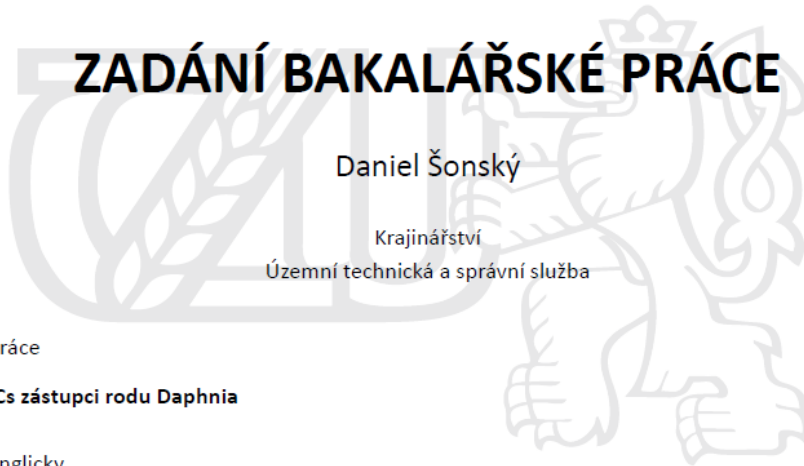 ZADÁNÍ BAKALÁŘSKÉ PRÁCE
Daniel Šonský
Krajinářství
Územní technická a správní služba
ráce
Cs zástupci rodu Daphnia
nglicky